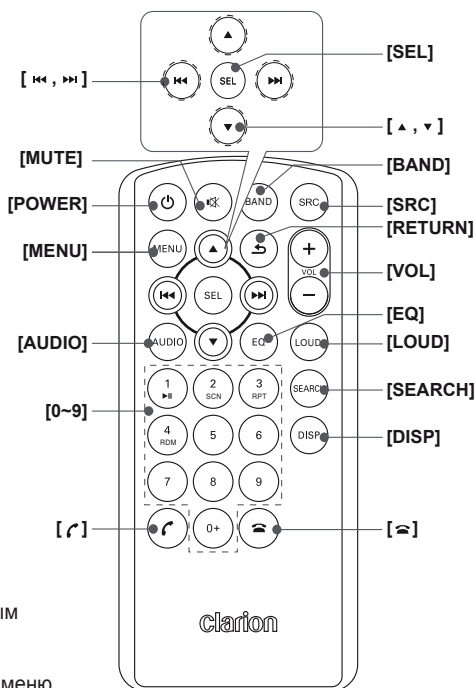 [SEL]
[ ⏮ , ⏭ ]
SEL
[ ▲ , ▼ ]
[MUTE]
[BAND]
[POWER]
BAND
SRC
[SRC]
[RETURN]
[MENU]
MENU
+
VOL
[VOL]
−
SEL
[EQ]
[AUDIO]
AUDIO
EQ
LOUD
[LOUD]
1
2
3
SEARCH
[SEARCH]
⏯
SCN
RPT
[0~9]
4
5
6
DISP
[DISP]
RDM
7
8
9
[ ✆ ]
0+
[ ☎ ]
ым
clarion
меню